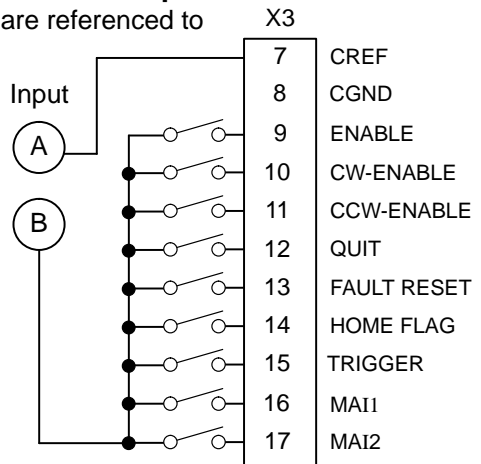 are referenced to
X3
7 CREF
Input
8 CGND
A
9 ENABLE
10 CW-ENABLE
B
11 CCW-ENABLE
12 QUIT
13 FAULT RESET
14 HOME FLAG
15 TRIGGER
16 MAI1
17 MAI2